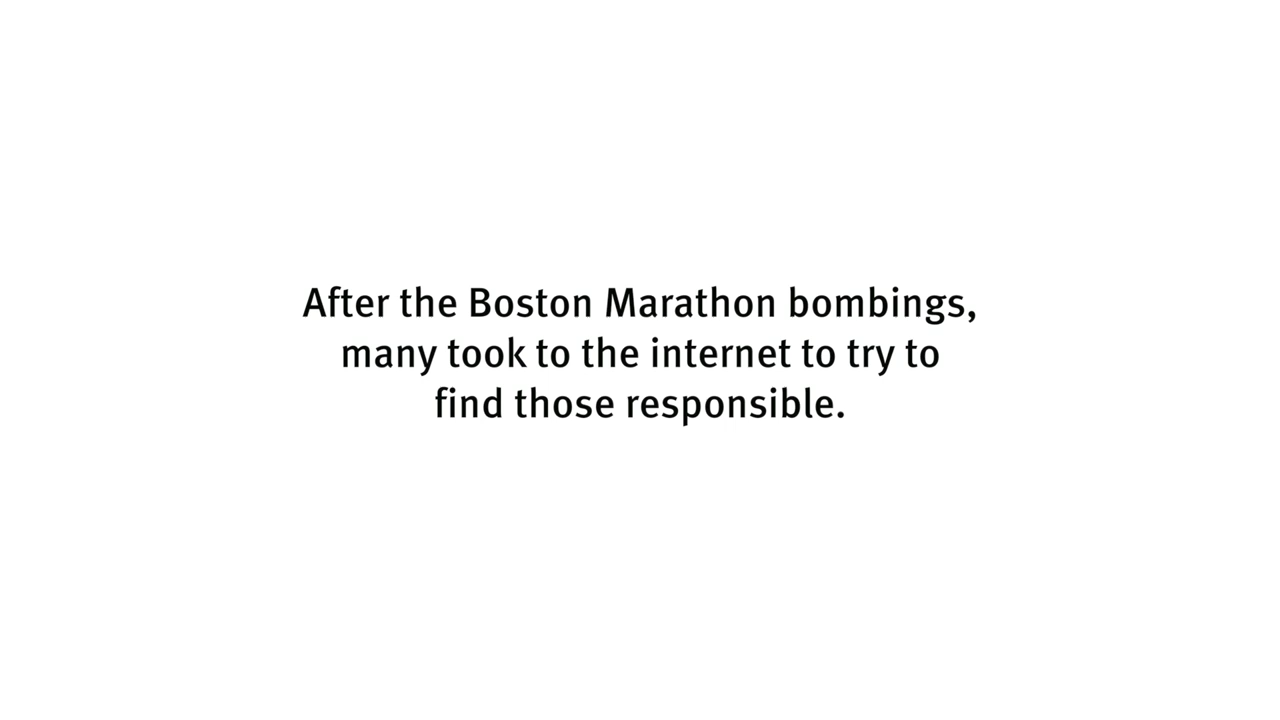 After the Boston Marathon bombings,
many took to the internet to try to
find those responsible.